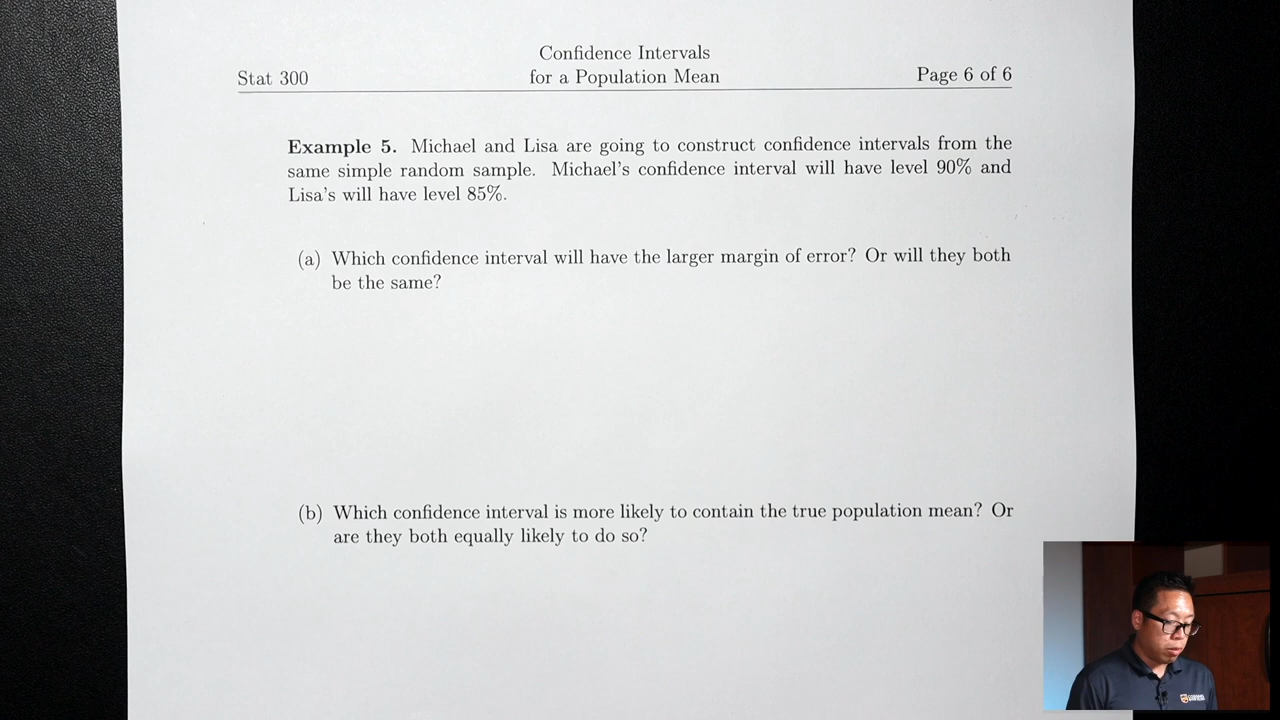 Confidence Intervals
Stat 300 for a Population Mean Page 6 of 6
Example 5. Michael and Lisa are going to construct confidence intervals from the
same simple random sample. Michael's confidence interval will have level 90% and
Lisa's will have level 85%.
(a) Which confidence interval will have the larger margin of error? Or will they both
be the same?
(b) Which confidence interval is more likely to contain the true population mean? Or
are they both equally likely to do so?